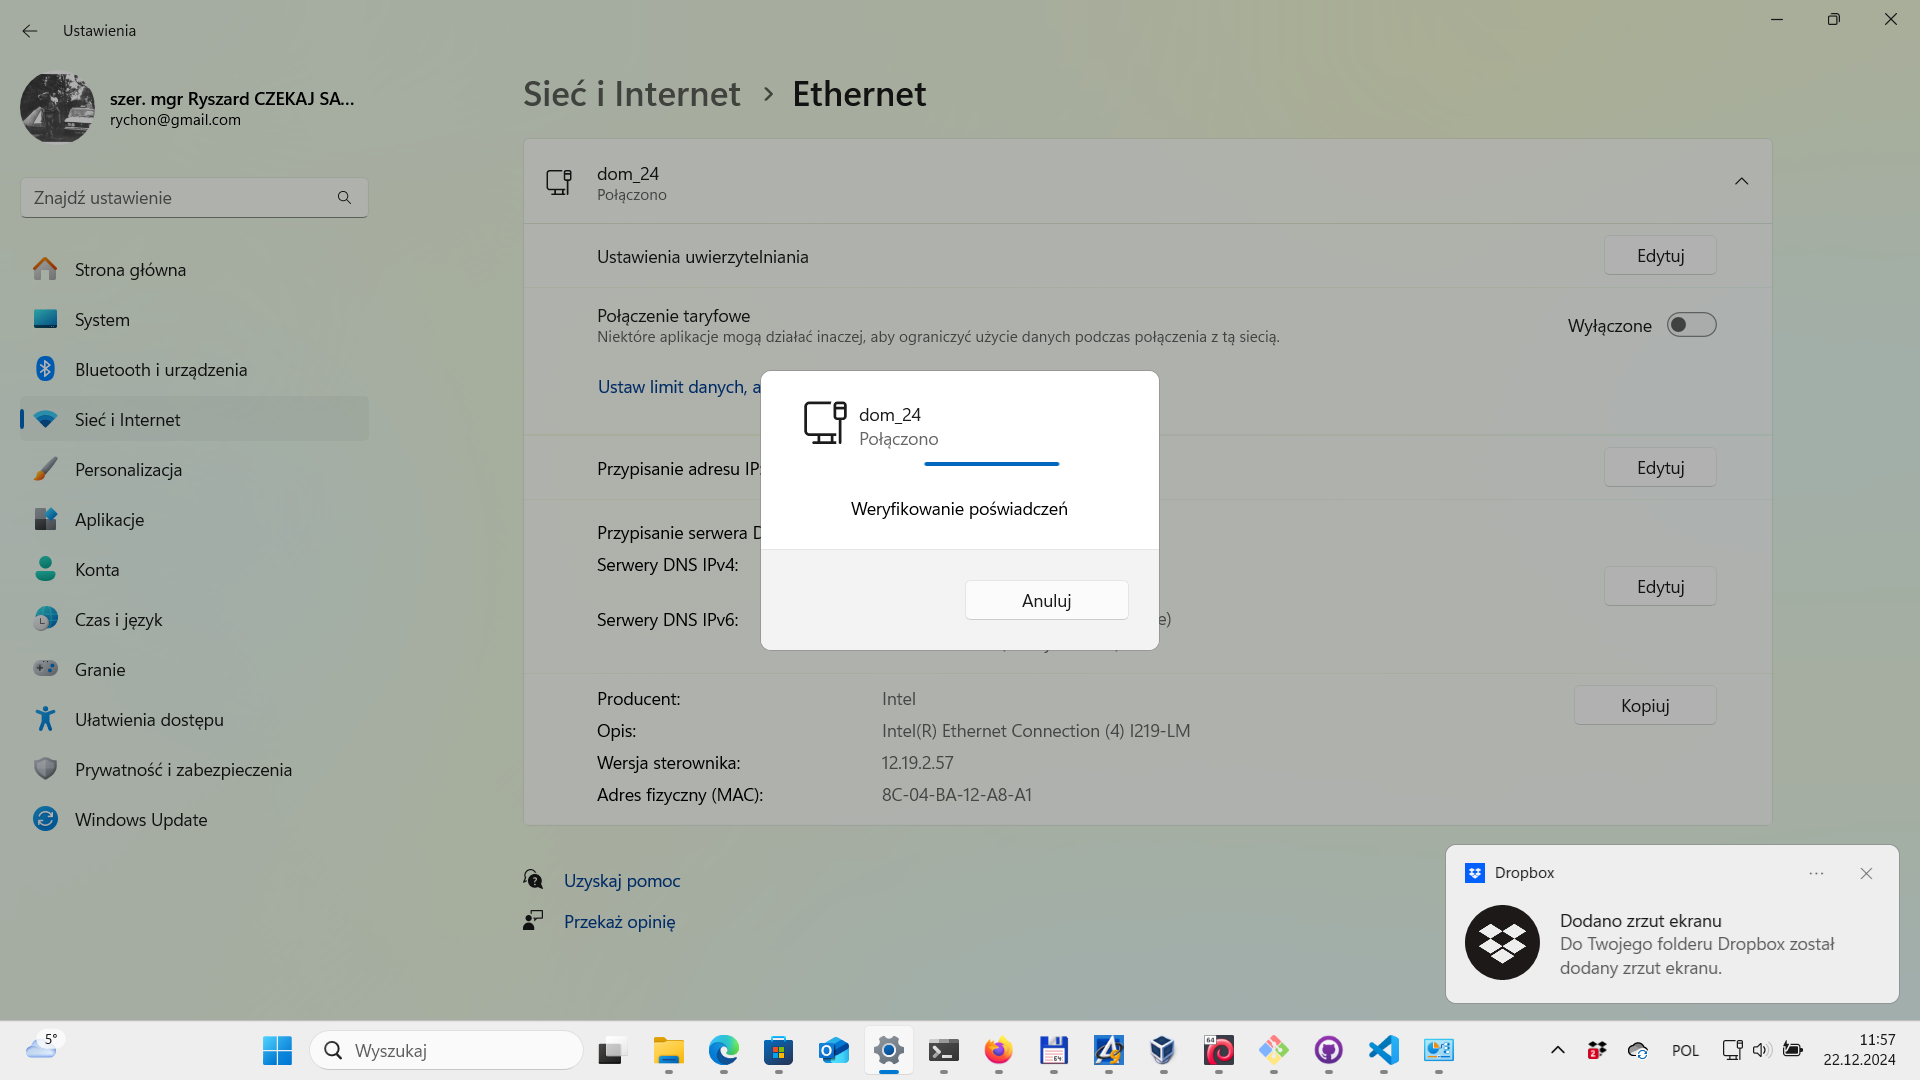 Ustawienia
szer. mgr Ryszard CZEKAJ SA...
rychon@gmail.com
Znajdź ustawienie
Strona główna
System
Bluetooth i urządzenia
Sieć i Internet
Personalizacja
Aplikacje
Konta
Czas i język
Granie
Ułatwienia dostępu
Prywatność i zabezpieczenia
Windows Update
Sieć i Internet > Ethernet
dom_24
Połączono
Ustawienia uwierzytelniania
Edytuj
Połączenie taryfowe
Niektóre aplikacje mogą działać inaczej, aby ograniczyć użycie danych podczas połączenia z tą siecią.
Wyłączone
Ustaw limit danych, a
Przypisanie adresu IP:
Edytuj
Przypisanie serwera D
Serwery DNS IPv4:
Edytuj
Serwery DNS IPv6:
e)
dom_24
Połączono
Weryfikowanie poświadczeń
Anuluj
Producent: Intel
Kopiuj
Opis: Intel(R) Ethernet Connection (4) I219-LM
Wersja sterownika: 12.19.2.57
Adres fizyczny (MAC): 8C-04-BA-12-A8-A1
Uzyskaj pomoc
Przekaż opinię
Dropbox
Dodano zrzut ekranu
Do Twojego folderu Dropbox został
dodany zrzut ekranu.
5°
Wyszukaj
64
64
2
POL
11:57
22.12.2024